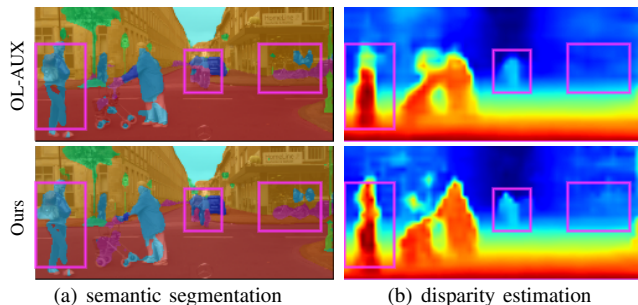 OL-AUX
Ours
(a) semantic segmentation
(b) disparity estimation